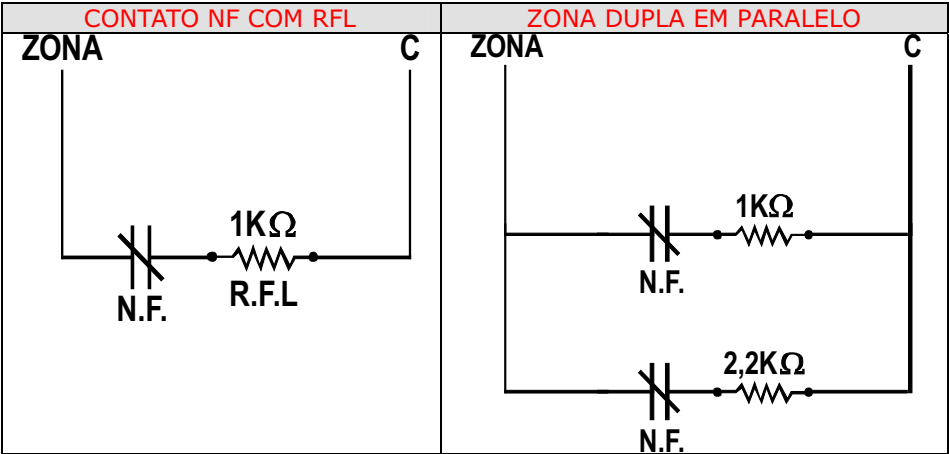 CONTATO NF COM RFL
ZONA C
1KΩ
N.F.
R.F.L
ZONA DUPLA EM PARALELO
ZONA C
1KΩ
N.F.
2,2KΩ
N.F.